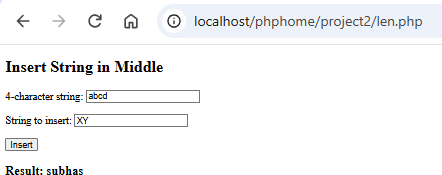 localhost/phphome/project2/len.php
Insert String in Middle
4-character string: abcd
String to insert: XY
Insert
Result: subhas